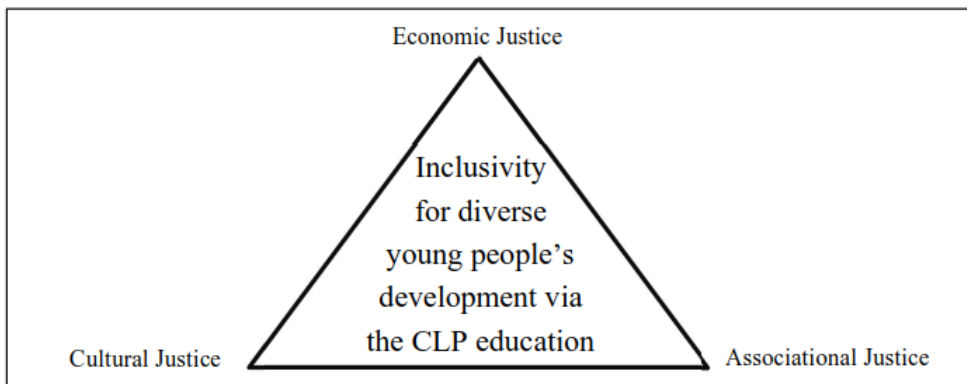 Economic Justice
Inclusivity
for diverse
young people’s
development via
the CLP education
Cultural Justice
Associational Justice